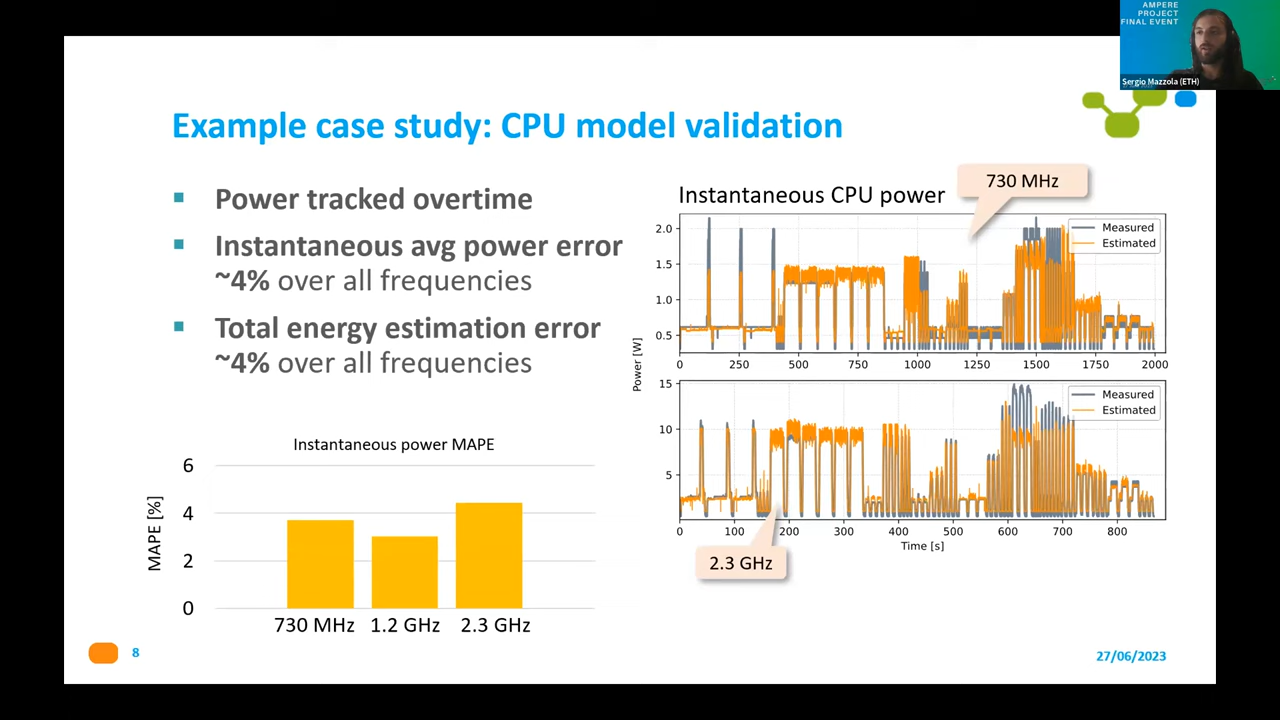 AMPERE
PROJECT
FINAL EVENT
Sergio Mazzola (ETH)
Example case study: CPU model validation
Power tracked overtime
Instantaneous avg power error
~4% over all frequencies
Total energy estimation error
~4% over all frequencies
Instantaneous power MAPE
MAPE [%]
6
4
2
0
730 MHz 1.2 GHz 2.3 GHz
Instantaneous CPU power
730 MHz
Measured
Estimated
2.0
1.5
1.0
0.5
0 250 500 750 1000 1250 1500 1750 2000
Power [W]
Measured
Estimated
15
10
5
0 100 200 300 400 500 600 700 800
Time [s]
2.3 GHz
8
27/06/2023